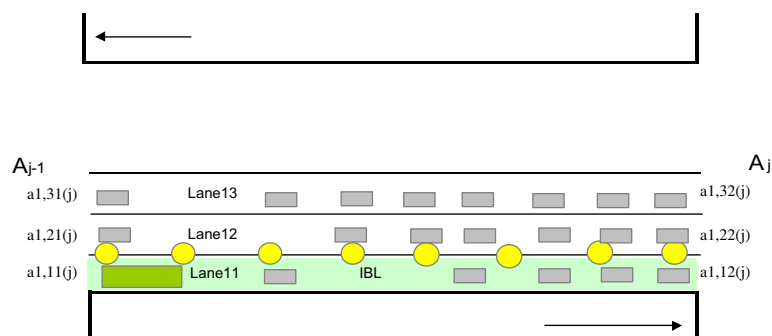 Aj-1 Aj
a1,31(j) Lane13 a1,32(j)
a1,21(j) Lane12 a1,22(j)
a1,11(j) Lane11 IBL a1,12(j)